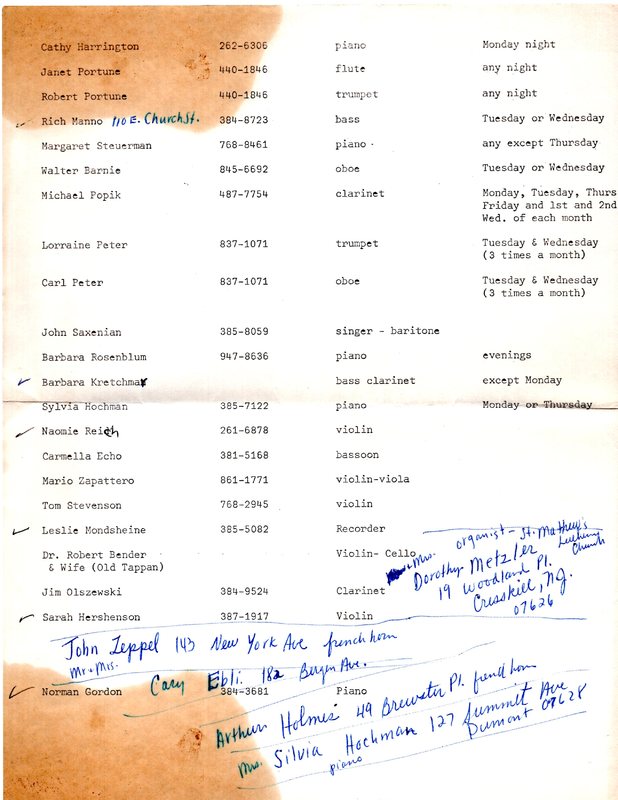 Cathy Harrington 262-6306 piano Monday night
Janet Portune 440-1846 flute any night
Robert Portune 440-1846 trumpet any night
Rich Manno 110 E. Church St. 384-8723 bass Tuesday or Wednesday
Margaret Steuerman 768-8461 piano any except Thursday
Walter Barnie 845-6692 oboe Tuesday or Wednesday
Michael Popik 487-7754 clarinet Monday, Tuesday, Thurs
Friday and 1st and 2nd
Wed. of each month
Lorraine Peter 837-1071 trumpet Tuesday & Wednesday
(3 times a month)
Carl Peter 837-1071 oboe Tuesday & Wednesday
(3 times a month)
John Saxenian 385-8059 singer - baritone
Barbara Rosenblum 947-8636 piano evenings
Barbara Kretchmar bass clarinet except Monday
Sylvia Hochman 385-7122 piano Monday or Thursday
Naomie Reich 261-6878 violin
Carmella Echo 381-5168 bassoon
Mario Zapattero 861-1771 violin-viola
Tom Stevenson 768-2945 violin
Leslie Mondsheine 385-5082 Recorder
Dr. Robert Bender Violin- Cello
& Wife (Old Tappan)
organist - St. Mathew's
Lutheran
Church
Mrs. Dorothy Metzler
19 Woodland Pl.
Cresskill, N.J.
07626
Jim Olszewski 384-9524 Clarinet
Sarah Hershenson 387-1917 Violin
John Zeppel 143 New York Ave french horn
Mr + Mrs.
Cary Ebli. 182 Bergen Ave.
Norman Gordon 384-3681 Piano
Arthur Holmes 49 Brewster Pl. french horn
Mrs. Silvia Hochman 127 Summit Ave
piano Dumont 07628